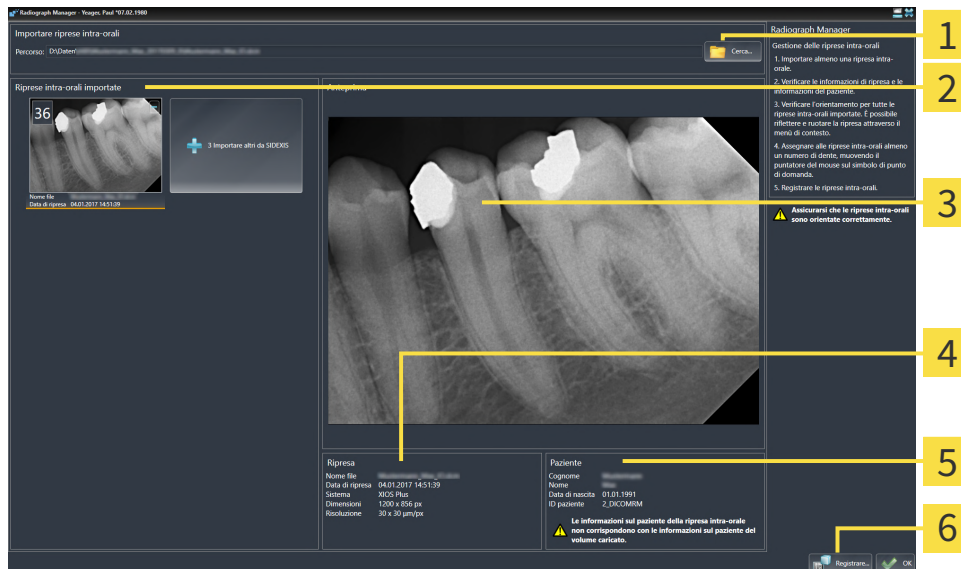 Radiograph Manager - Yeager, Paul *07.02.1980
Importare riprese intra-orali
Percorso: D:\Daten\
Cerca...
1
Riprese intra-orali importate
2
36
3 Importare altri da SIDEXIS
Nome file
Data di ripresa 04.01.2017 14:51:39
Anteprima
3
Ripresa
4
Nome file
Data di ripresa 04.01.2017 14:51:39
Sistema XIOS Plus
Dimensioni 1200 x 856 px
Risoluzione 30 x 30 µm/px
Paziente
5
Cognome
Nome
Data di nascita 01.01.1991
ID paziente 2_DICOMRM
Le informazioni sul paziente della ripresa intra-orale
non corrispondono con le informazioni sul paziente del
volume caricato.
Radiograph Manager
Gestione delle riprese intra-orali
1. Importare almeno una ripresa intra-
orale.
2. Verificare le informazioni di ripresa e le
informazioni del paziente.
3. Verificare l'orientamento per tutte le
riprese intra-orali importate. È possibile
riflettere e ruotare la ripresa attraverso il
menù di contesto.
4. Assegnare alle riprese intra-orali almeno
un numero di dente, muovendo il
puntatore del mouse sul simbolo di punto
di domanda.
5. Registrare le riprese intra-orali.
Assicurarsi che le riprese intra-orali
sono orientate correttamente.
6
Registrare...
OK